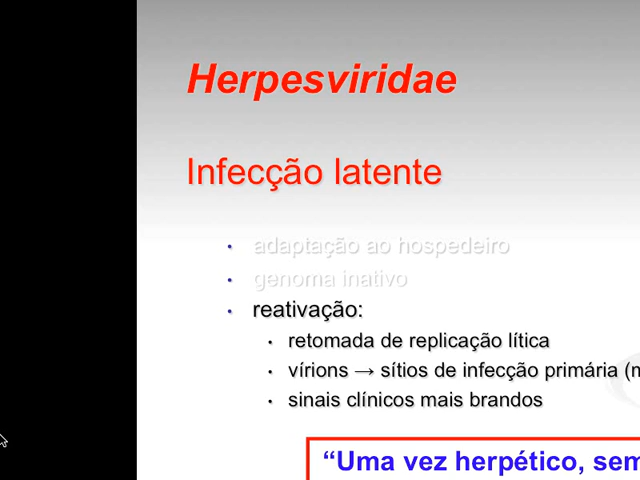 Herpesviridae
Infecção latente
• adaptação ao hospedeiro
• genoma inativo
• reativação:
• retomada de replicação lítica
• vírions → sítios de infecção primária (
• sinais clínicos mais brandos
“Uma vez herpético,